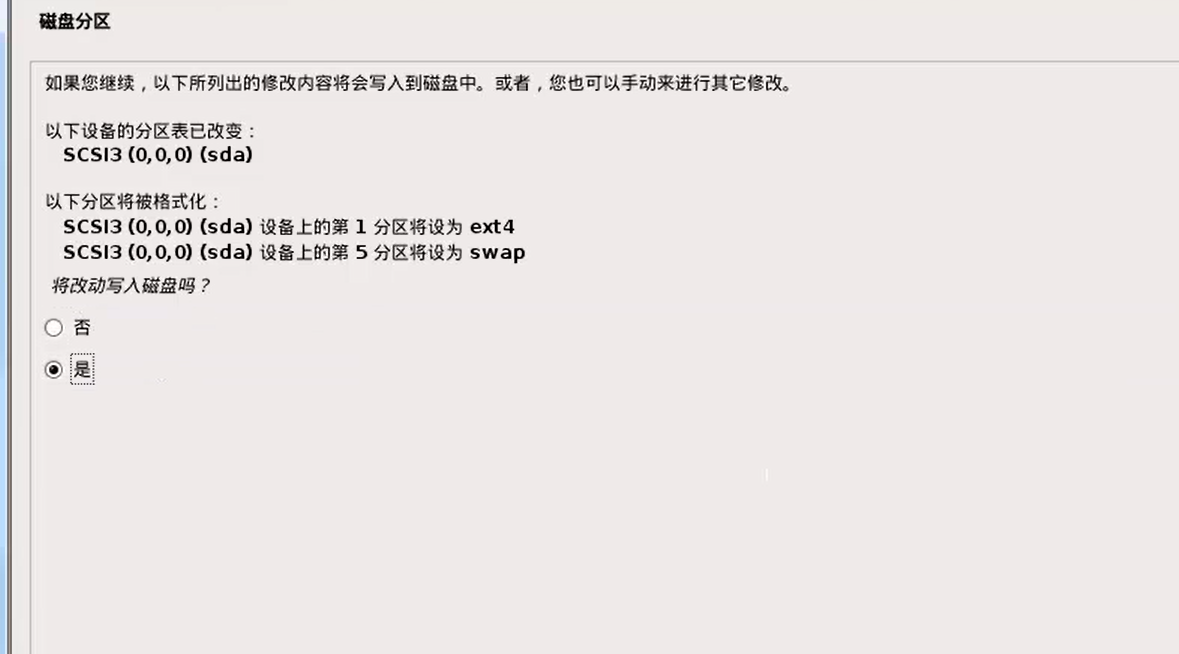 磁盘分区
如果您继续，以下所列出的修改内容将会写入到磁盘中。或者，您也可以手动来进行其它修改。
以下设备的分区表已改变：
SCSI3 (0,0,0) (sda)
以下分区将被格式化：
SCSI3 (0,0,0) (sda) 设备上的第 1 分区将设为 ext4
SCSI3 (0,0,0) (sda) 设备上的第 5 分区将设为 swap
将改动写入磁盘吗？
否
是